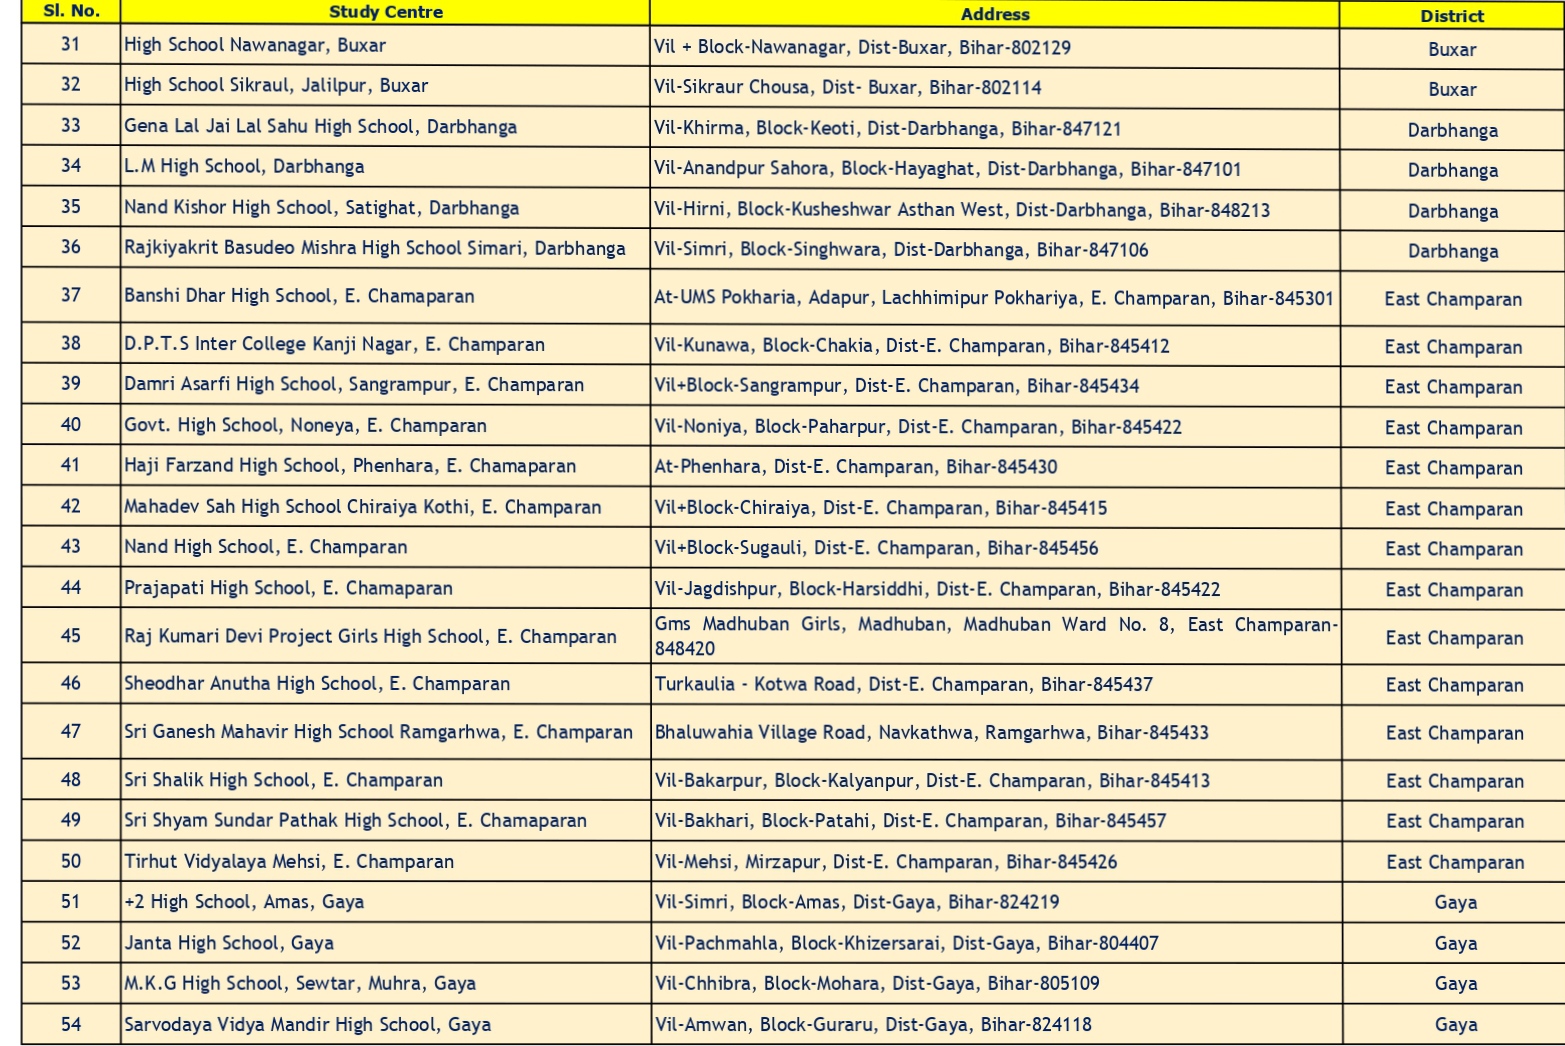 Sl. No. Study Centre Address District
31 High School Nawanagar, Buxar Vil + Block-Nawanagar, Dist-Buxar, Bihar-802129 Buxar
32 High School Sikraul, Jalilpur, Buxar Vil-Sikraur Chousa, Dist- Buxar, Bihar-802114 Buxar
33 Gena Lal Jai Lal Sahu High School, Darbhanga Vil-Khirma, Block-Keoti, Dist-Darbhanga, Bihar-847121 Darbhanga
34 L.M High School, Darbhanga Vil-Anandpur Sahora, Block-Hayaghat, Dist-Darbhanga, Bihar-847101 Darbhanga
35 Nand Kishor High School, Satighat, Darbhanga Vil-Hirni, Block-Kusheshwar Asthan West, Dist-Darbhanga, Bihar-848213 Darbhanga
36 Rajkiyakrit Basudeo Mishra High School Simari, Darbhanga Vil-Simri, Block-Singhwara, Dist-Darbhanga, Bihar-847106 Darbhanga
37 Banshi Dhar High School, E. Chamaparan At-UMS Pokharia, Adapur, Lachhimipur Pokhariya, E. Champaran, Bihar-845301 East Champaran
38 D.P.T.S Inter College Kanji Nagar, E. Champaran Vil-Kunawa, Block-Chakia, Dist-E. Champaran, Bihar-845412 East Champaran
39 Damri Asarfi High School, Sangrampur, E. Champaran Vil+Block-Sangrampur, Dist-E. Champaran, Bihar-845434 East Champaran
40 Govt. High School, Noneya, E. Champaran Vil-Noniya, Block-Paharpur, Dist-E. Champaran, Bihar-845422 East Champaran
41 Haji Farzand High School, Phenhara, E. Chamaparan At-Phenhara, Dist-E. Champaran, Bihar-845430 East Champaran
42 Mahadev Sah High School Chiraiya Kothi, E. Champaran Vil+Block-Chiraiya, Dist-E. Champaran, Bihar-845415 East Champaran
43 Nand High School, E. Champaran Vil+Block-Sugauli, Dist-E. Champaran, Bihar-845456 East Champaran
44 Prajapati High School, E. Chamaparan Vil-Jagdishpur, Block-Harsiddhi, Dist-E. Champaran, Bihar-845422 East Champaran
45 Raj Kumari Devi Project Girls High School, E. Champaran Gms Madhuban Girls, Madhuban, Madhuban Ward No. 8, East Champaran-
848420 East Champaran
46 Sheodhar Anutha High School, E. Champaran Turkaulia - Kotwa Road, Dist-E. Champaran, Bihar-845437 East Champaran
47 Sri Ganesh Mahavir High School Ramgarhwa, E. Champaran Bhaluwahia Village Road, Navkathwa, Ramgarhwa, Bihar-845433 East Champaran
48 Sri Shalik High School, E. Champaran Vil-Bakarpur, Block-Kalyanpur, Dist-E. Champaran, Bihar-845413 East Champaran
49 Sri Shyam Sundar Pathak High School, E. Chamaparan Vil-Bakhari, Block-Patahi, Dist-E. Champaran, Bihar-845457 East Champaran
50 Tirhut Vidyalaya Mehsi, E. Champaran Vil-Mehsi, Mirzapur, Dist-E. Champaran, Bihar-845426 East Champaran
51 +2 High School, Amas, Gaya Vil-Simri, Block-Amas, Dist-Gaya, Bihar-824219 Gaya
52 Janta High School, Gaya Vil-Pachmahla, Block-Khizersarai, Dist-Gaya, Bihar-804407 Gaya
53 M.K.G High School, Sewtar, Muhra, Gaya Vil-Chhibra, Block-Mohara, Dist-Gaya, Bihar-805109 Gaya
54 Sarvodaya Vidya Mandir High School, Gaya Vil-Amwan, Block-Guraru, Dist-Gaya, Bihar-824118 Gaya